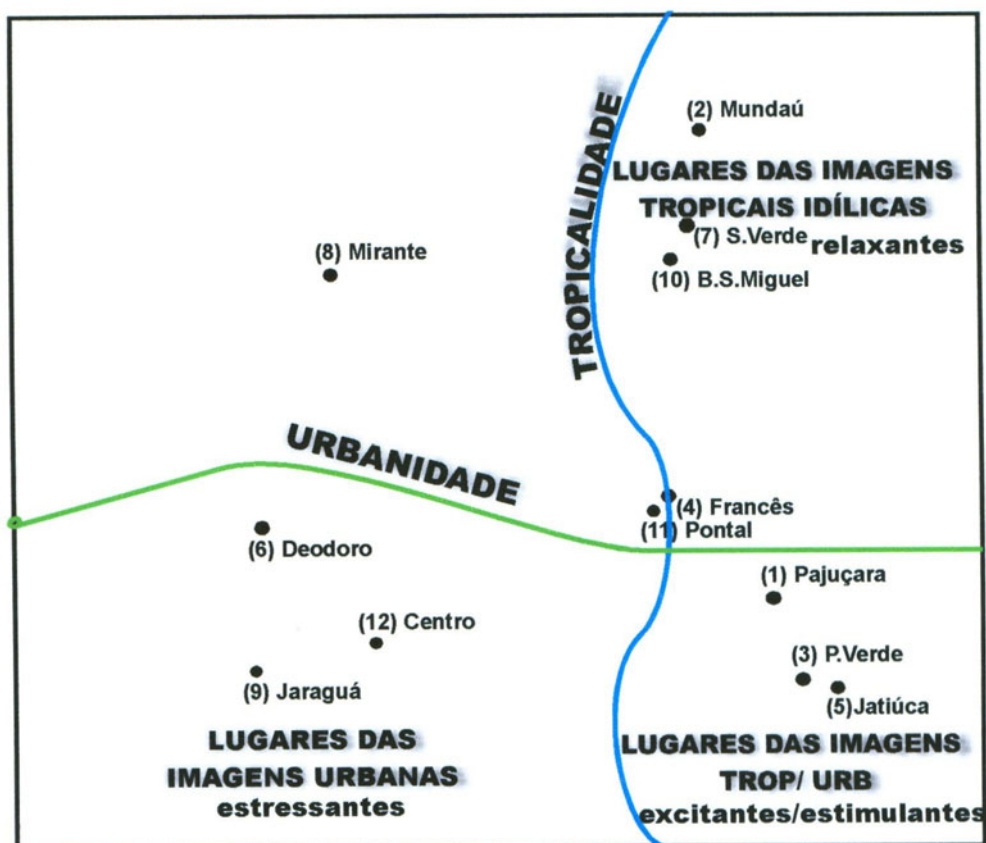 (2) Mundaú
LUGARES DAS IMAGENS
TROPICAIS IDÍLICAS
(7) S.Verde
relaxantes
(10) B.S.Miguel
TROPICALIDADE
(8) Mirante
URBANIDADE
(4) Francês
(11) Pontal
(6) Deodoro
(12) Centro
(9) Jaraguá
LUGARES DAS
IMAGENS URBANAS
estressantes
(1) Pajuçara
(3) P.Verde
(5)Jatiúca
LUGARES DAS IMAGENS
TROP/ URB
excitantes/estimulantes